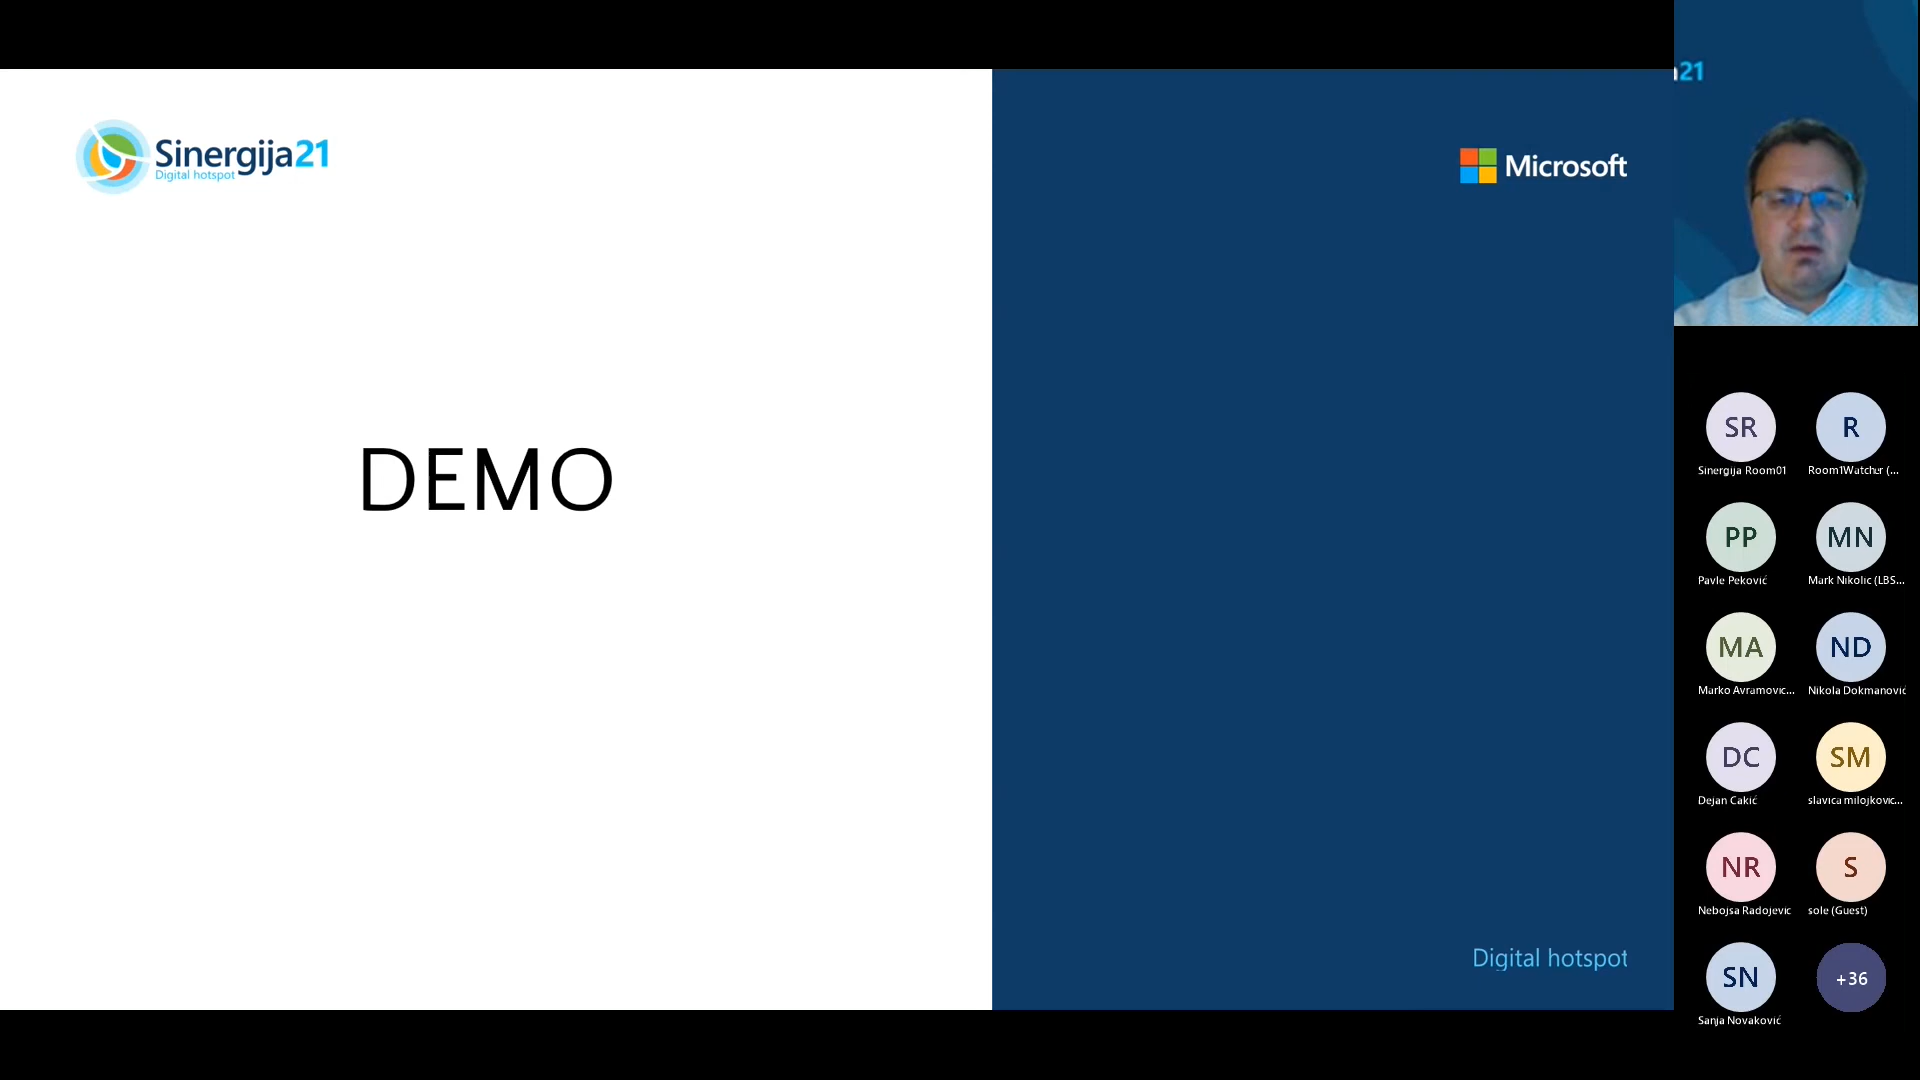 Sinergija21
Digital hotspot
DEMO
Microsoft
Digital hotspot
21
SR
R
Sinergija Room01
Room1Watcher (...
PP
MN
Pavle Peković
Mark Nikolic (LBS...
MA
ND
Marko Avramovic...
Nikola Dokmanović
DC
SM
Dejan Cakić
slavica milojkovic...
NR
S
Nebojsa Radojevic
sole (Guest)
SN
+36
Sanja Novaković